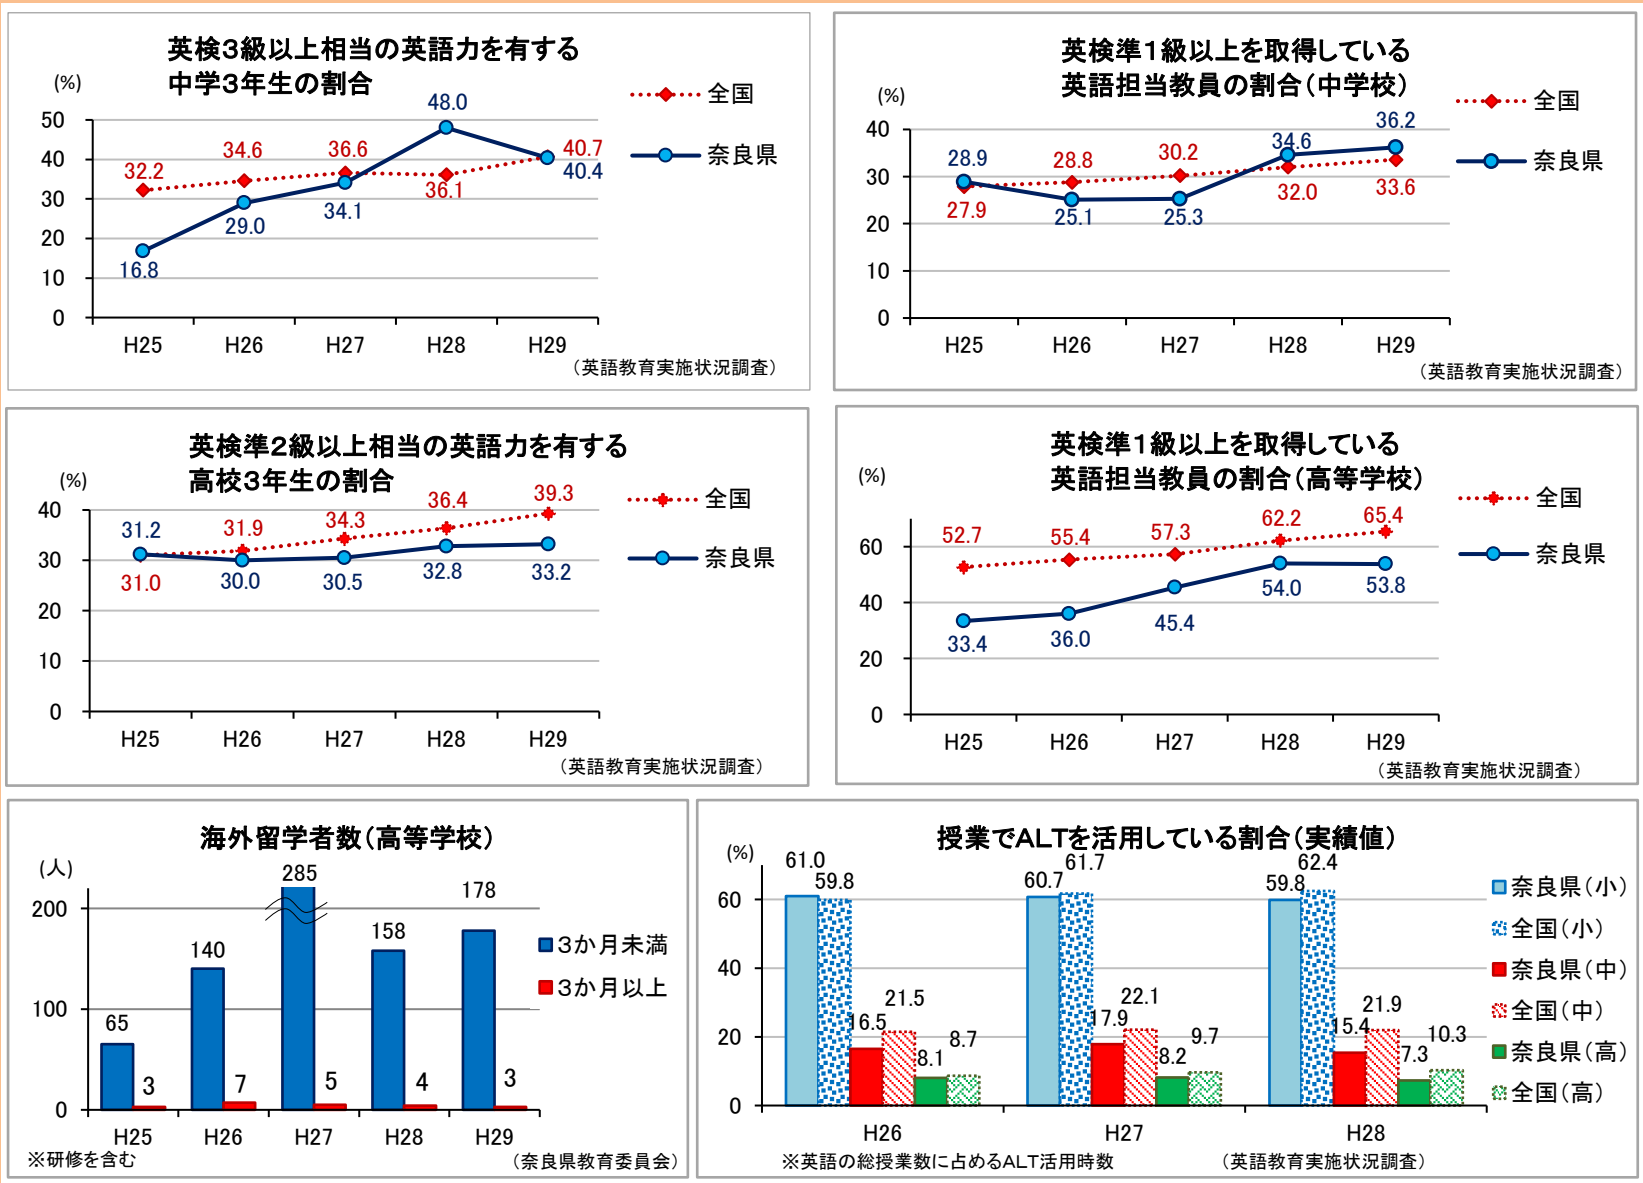 英検３級以上相当の英語力を有する
中学３年生の割合
(%)
全国
奈良県
50
40
30
20
10
0
32.2
34.6
36.6
36.1
40.7
16.8
29.0
34.1
48.0
40.4
H25
H26
H27
H28
H29
（英語教育実施状況調査）
英検準１級以上を取得している
英語担当教員の割合（中学校）
(%)
全国
奈良県
40
30
20
10
0
28.9
25.1
25.3
34.6
36.2
27.9
28.8
30.2
32.0
33.6
H25
H26
H27
H28
H29
（英語教育実施状況調査）
英検準２級以上相当の英語力を有する
高校３年生の割合
(%)
全国
奈良県
40
30
20
10
0
31.2
30.0
30.5
32.8
33.2
31.0
31.9
34.3
36.4
39.3
H25
H26
H27
H28
H29
（英語教育実施状況調査）
英検準１級以上を取得している
英語担当教員の割合（高等学校）
(%)
全国
奈良県
60
40
20
0
52.7
55.4
57.3
62.2
65.4
33.4
36.0
45.4
54.0
53.8
H25
H26
H27
H28
H29
（英語教育実施状況調査）
海外留学者数（高等学校）
(人)
200
100
0
65
140
285
158
178
3
7
5
4
3
３か月未満
３か月以上
H25
H26
H27
H28
H29
※研修を含む
（奈良県教育委員会）
授業でALTを活用している割合（実績値）
(%)
60
40
20
0
61.0
59.8
16.5
21.5
8.1
8.7
60.7
61.7
17.9
22.1
8.2
9.7
59.8
62.4
15.4
21.9
7.3
10.3
奈良県（小）
全国（小）
奈良県（中）
全国（中）
奈良県（高）
全国（高）
H26
H27
H28
※英語の総授業数に占めるALT活用時数
（英語教育実施状況調査）